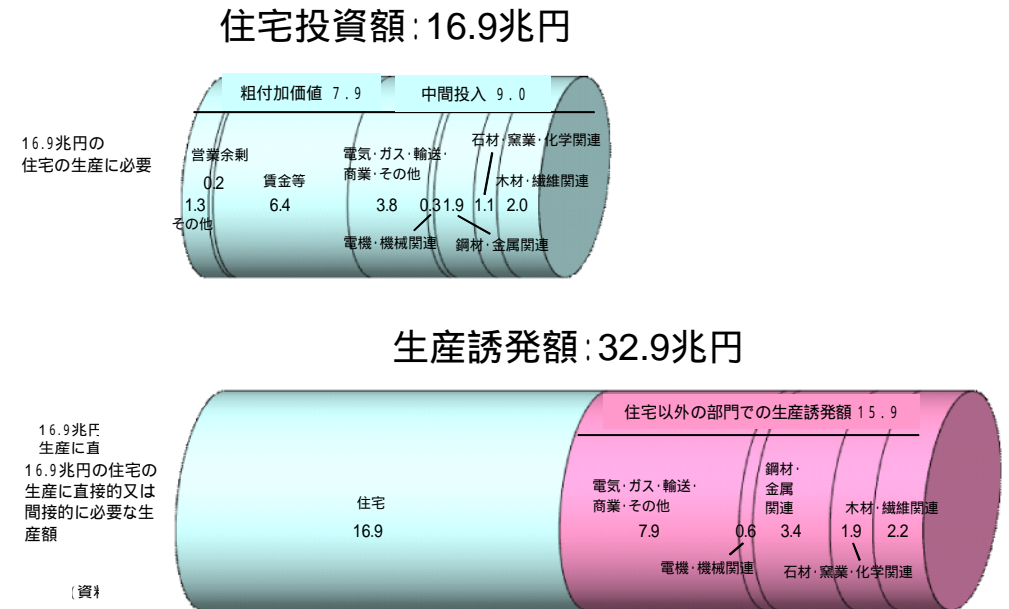 住宅投資額:16.9兆円
粗付加価値 7.9
中間投入 9.0
16.9兆円の
住宅の生産に必要
営業余剰
0.2
1.3
その他
賃金等
6.4
電気・ガス・輸送・
商業・その他
3.8
0.3
電機・機械関連
1.9
鋼材・金属関連
石材・窯業・化学関連
1.1
木材・繊維関連
2.0
生産誘発額:32.9兆円
住宅以外の部門での生産誘発額 15.9
16.9兆円
生産に直
16.9兆円の住宅の
生産に直接的又は
間接的に必要な生
産額
住宅
16.9
電気・ガス・輸送・
商業・その他
7.9
0.6
電機・機械関連
鋼材・
金属
関連
3.4
1.9
石材・窯業・化学関連
木材・繊維関連
2.2
(資料